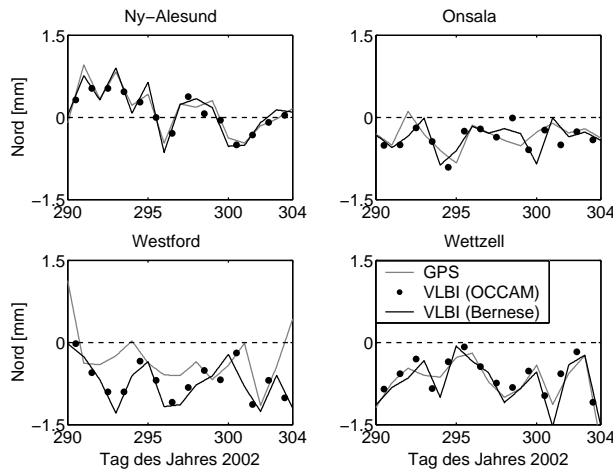 Ny−Alesund
Onsala
Nord [mm]
1.5
0
−1.5
290 295 300 304
1.5
0
−1.5
290 295 300 304
Westford
Wettzell
Nord [mm]
1.5
0
−1.5
290 295 300 304
Tag des Jahres 2002
1.5
0
−1.5
290 295 300 304
Tag des Jahres 2002
GPS
VLBI (OCCAM)
VLBI (Bernese)